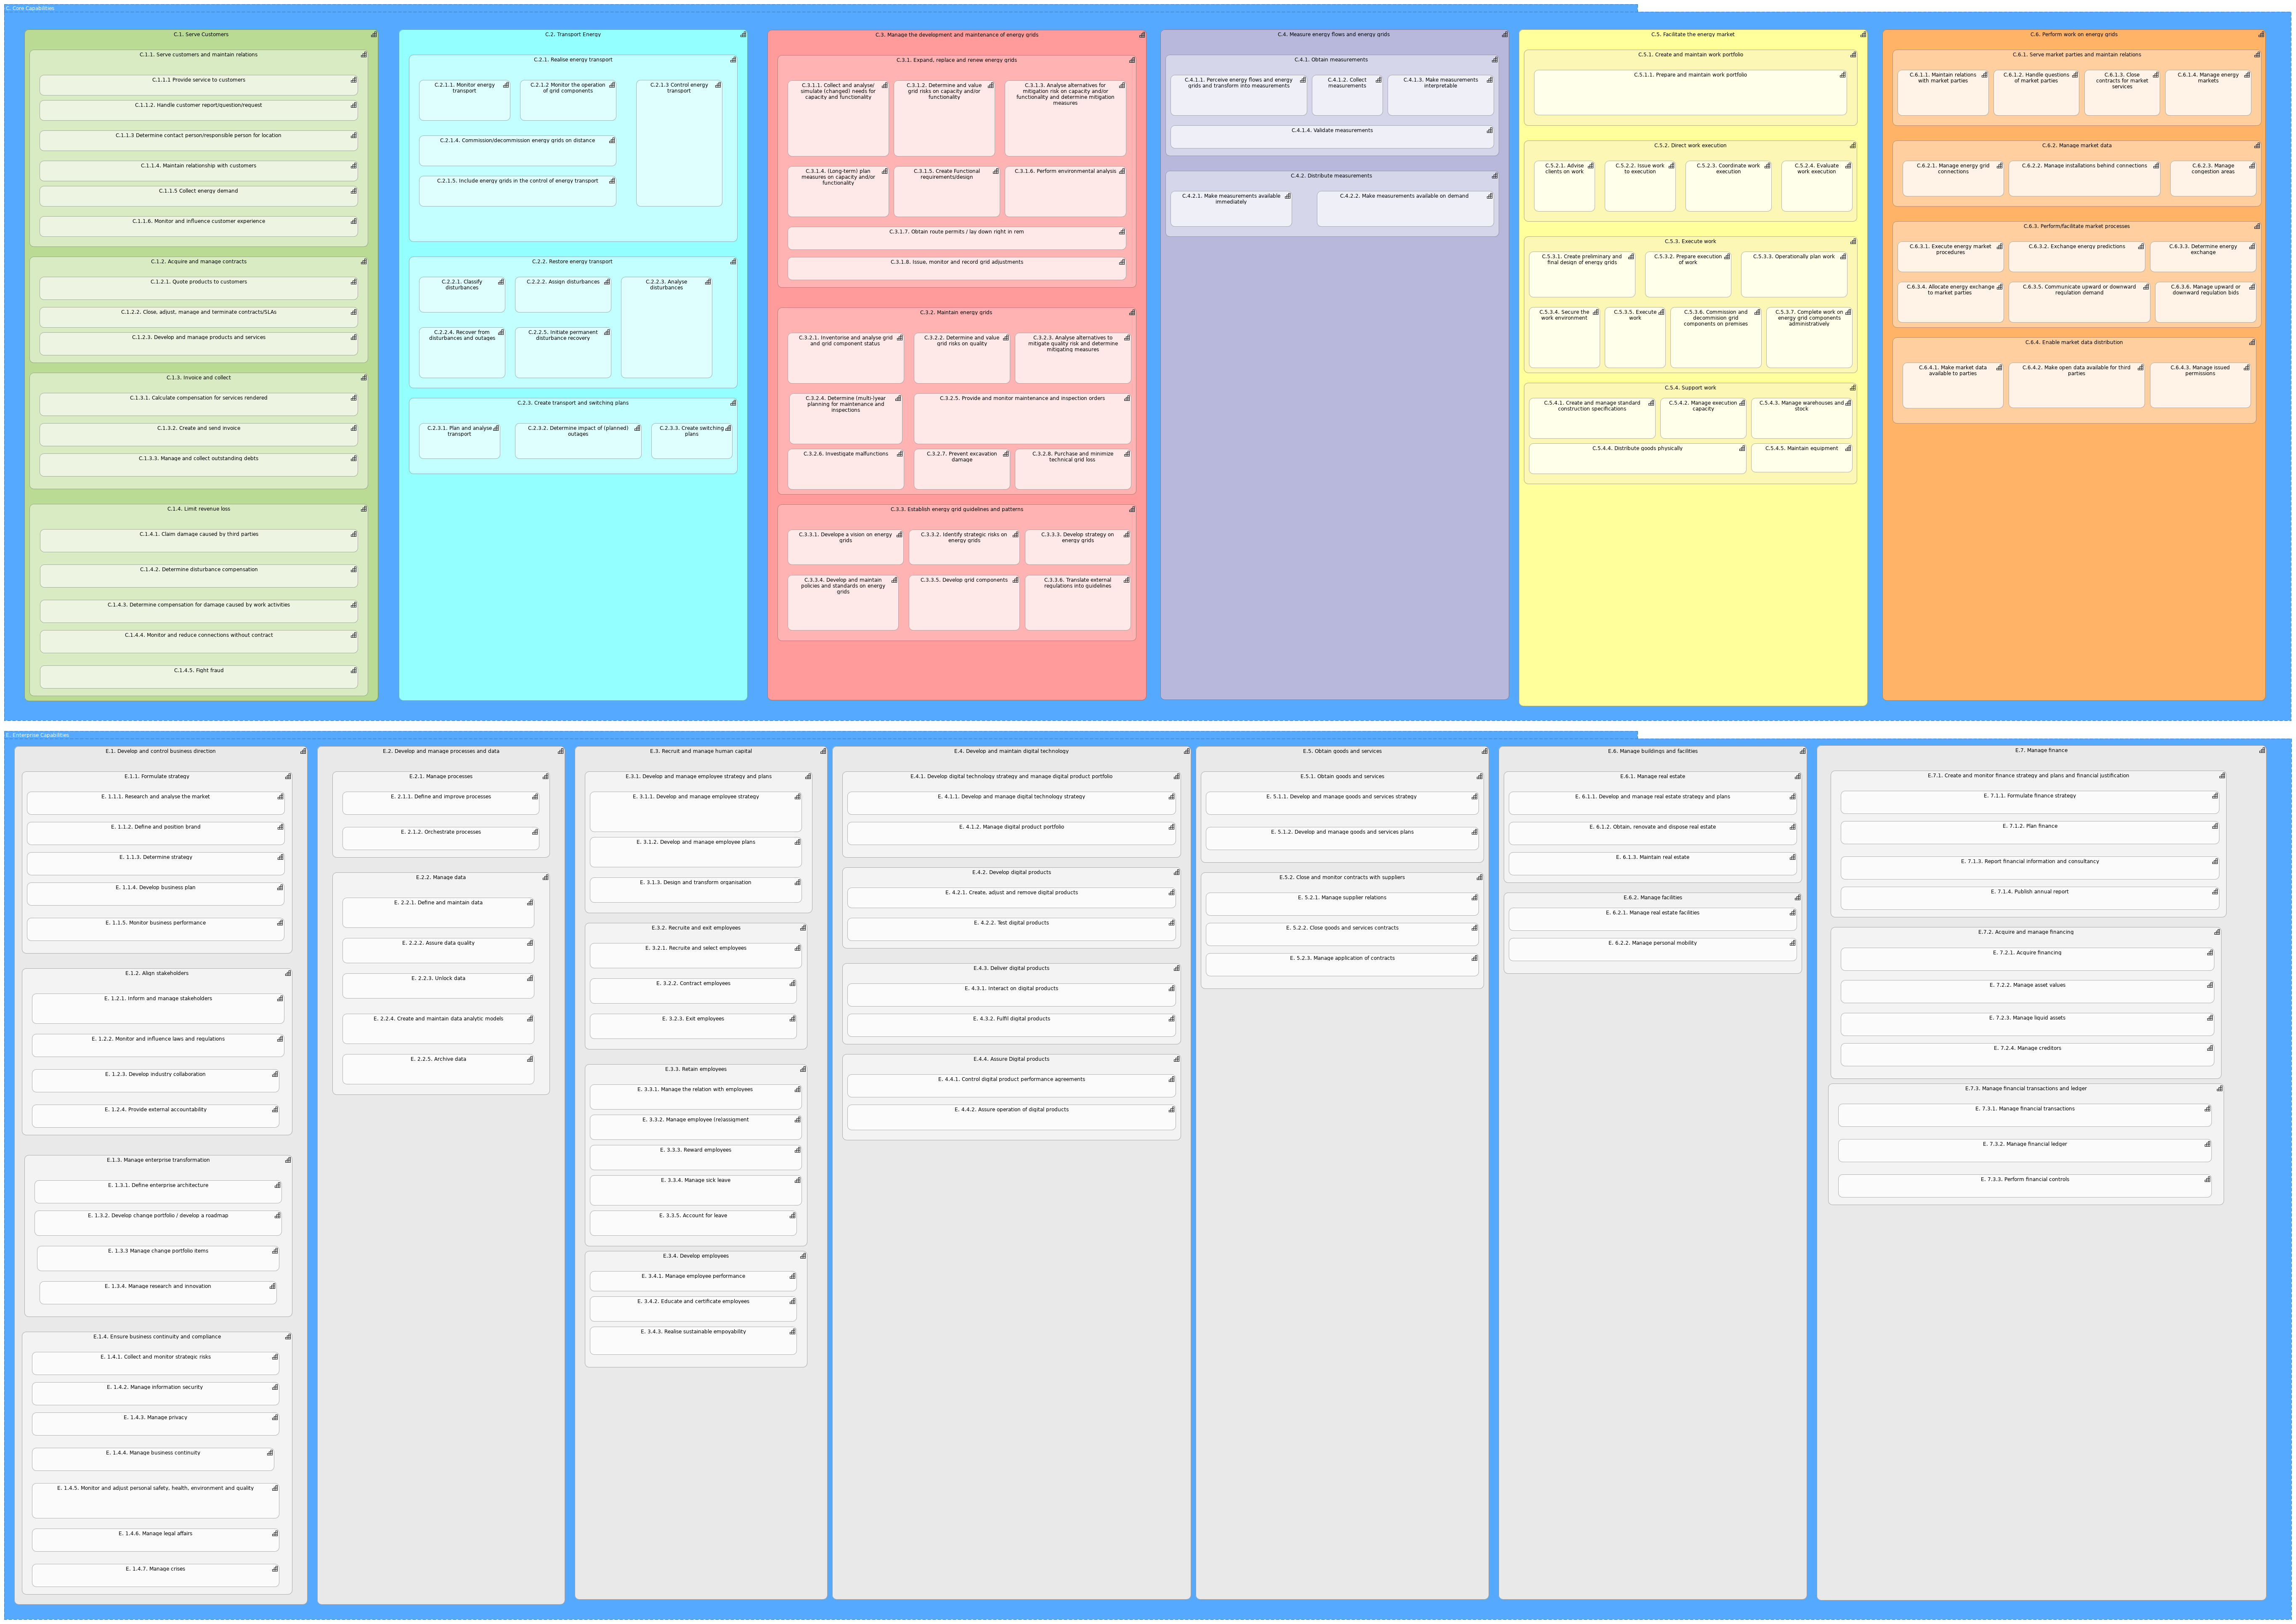 C. Core Capabilities
C.1. Serve Customers
C.1.1. Serve customers and maintain relations
C.1.1.1 Provide service to customers
C.1.1.2. Handle customer report/question/request
C.1.1.3 Determine contact person/responsible person for location
C.1.1.4. Maintain relationship with customers
C.1.1.5 Collect energy demand
C.1.1.6. Monitor and influence customer experience
C.1.2. Acquire and manage contracts
C.1.2.1. Quote products to customers
C.1.2.2. Close, adjust, manage and terminate contracts/SLAs
C.1.2.3. Develop and manage products and services
C.1.3. Invoice and collect
C.1.3.1. Calculate compensation for services rendered
C.1.3.2. Create and send invoice
C.1.3.3. Manage and collect outstanding debts
C.1.4. Limit revenue loss
C.1.4.1. Claim damage caused by third parties
C.1.4.2. Determine disturbance compensation
C.1.4.3. Determine compensation for damage caused by work activities
C.1.4.4. Monitor and reduce connections without contract
C.1.4.5. Fight fraud
C.2. Transport Energy
C.2.1. Realise energy transport
C.2.1.1. Monitor energy
transport
C.2.1.2 Monitor the operation
of grid components
C.2.1.3 Control energy
transport
C.2.1.4. Commission/decommission energy grids on distance
C.2.1.5. Include energy grids in the control of energy transport
C.2.2. Restore energy transport
C.2.2.1. Classify
disturbances
C.2.2.2. Assign disturbances
C.2.2.3. Analyse
disturbances
C.2.2.4. Recover from
disturbances and outages
C.2.2.5. Initiate permanent
disturbance recovery
C.2.3. Create transport and switching plans
C.2.3.1. Plan and analyse
transport
C.2.3.2. Determine impact of (planned)
outages
C.2.3.3. Create switching
plans
C.3. Manage the development and maintenance of energy grids
C.3.1. Expand, replace and renew energy grids
C.3.1.1. Collect and analyse/
simulate (changed) needs for
capacity and functionality
C.3.1.2. Determine and value
grid risks on capacity and/or
functionality
C.3.1.3. Analyse alternatives for
mitigation risk on capacity and/or
functionality and determine mitigation
measures
C.3.1.4. (Long-term) plan
measures on capacity and/or
functionality
C.3.1.5. Create Functional
requirements/design
C.3.1.6. Perform environmental analysis
C.3.1.7. Obtain route permits / lay down right in rem
C.3.1.8. Issue, monitor and record grid adjustments
C.3.2. Maintain energy grids
C.3.2.1. Inventorise and analyse grid
and grid component status
C.3.2.2. Determine and value
grid risks on quality
C.3.2.3. Analyse alternatives to
mitigate quality risk and determine
mitigating measures
C.3.2.4. Determine (multi-)year
planning for maintenance and
inspections
C.3.2.5. Provide and monitor maintenance and inspection orders
C.3.2.6. Investigate malfunctions
C.3.2.7. Prevent excavation
damage
C.3.2.8. Purchase and minimize
technical grid loss
C.3.3. Establish energy grid guidelines and patterns
C.3.3.1. Develope a vision on energy
grids
C.3.3.2. Identify strategic risks on
energy grids
C.3.3.3. Develop strategy on
energy grids
C.3.3.4. Develop and maintain
policies and standards on energy
grids
C.3.3.5. Develop grid components
C.3.3.6. Translate external
regulations into guidelines
C.4. Measure energy flows and energy grids
C.4.1. Obtain measurements
C.4.1.1. Perceive energy flows and energy
grids and transform into measurements
C.4.1.2. Collect
measurements
C.4.1.3. Make measurements
interpretable
C.4.1.4. Validate measurements
C.4.2. Distribute measurements
C.4.2.1. Make measurements available
immediately
C.4.2.2. Make measurements available on demand
C.5. Facilitate the energy market
C.5.1. Create and maintain work portfolio
C.5.1.1. Prepare and maintain work portfolio
C.5.2. Direct work execution
C.5.2.1. Advise
clients on work
C.5.2.2. Issue work
to execution
C.5.2.3. Coordinate work
execution
C.5.2.4. Evaluate
work execution
C.5.3. Execute work
C.5.3.1. Create preliminary and
final design of energy grids
C.5.3.2. Prepare execution
of work
C.5.3.3. Operationally plan work
C.5.3.4. Secure the
work environment
C.5.3.5. Execute
work
C.5.3.6. Commission and
decommision grid
components on premises
C.5.3.7. Complete work on
energy grid components
administratively
C.5.4. Support work
C.5.4.1. Create and manage standard
construction specifications
C.5.4.2. Manage execution
capacity
C.5.4.3. Manage warehouses and
stock
C.5.4.4. Distribute goods physically
C.5.4.5. Maintain equipment
C.6. Perform work on energy grids
C.6.1. Serve market parties and maintain relations
C.6.1.1. Maintain relations
with market parties
C.6.1.2. Handle questions
of market parties
C.6.1.3. Close
contracts for market
services
C.6.1.4. Manage energy
markets
C.6.2. Manage market data
C.6.2.1. Manage energy grid
connections
C.6.2.2. Manage installations behind connections
C.6.2.3. Manage
congestion areas
C.6.3. Perform/facilitate market processes
C.6.3.1. Execute energy market
procedures
C.6.3.2. Exchange energy predictions
C.6.3.3. Determine energy
exchange
C.6.3.4. Allocate energy exchange
to market parties
C.6.3.5. Communicate upward or downward
regulation demand
C.6.3.6. Manage upward or
downward regulation bids
C.6.4. Enable market data distribution
C.6.4.1. Make market data
available to parties
C.6.4.2. Make open data available for third
parties
C.6.4.3. Manage issued
permissions
E. Enterprise Capabilities
E.1. Develop and control business direction
E.1.1. Formulate strategy
E. 1.1.1. Research and analyse the market
E. 1.1.2. Define and position brand
E. 1.1.3. Determine strategy
E. 1.1.4. Develop business plan
E. 1.1.5. Monitor business performance
E.1.2. Align stakeholders
E. 1.2.1. Inform and manage stakeholders
E. 1.2.2. Monitor and influence laws and regulations
E. 1.2.3. Develop industry collaboration
E. 1.2.4. Provide external accountability
E.1.3. Manage enterprise transformation
E. 1.3.1. Define enterprise architecture
E. 1.3.2. Develop change portfolio / develop a roadmap
E. 1.3.3 Manage change portfolio items
E. 1.3.4. Manage research and innovation
E.1.4. Ensure business continuity and compliance
E. 1.4.1. Collect and monitor strategic risks
E. 1.4.2. Manage information security
E. 1.4.3. Manage privacy
E. 1.4.4. Manage business continuity
E. 1.4.5. Monitor and adjust personal safety, health, environment and quality
E. 1.4.6. Manage legal affairs
E. 1.4.7. Manage crises
E.2. Develop and manage processes and data
E.2.1. Manage processes
E. 2.1.1. Define and improve processes
E. 2.1.2. Orchestrate processes
E.2.2. Manage data
E. 2.2.1. Define and maintain data
E. 2.2.2. Assure data quality
E. 2.2.3. Unlock data
E. 2.2.4. Create and maintain data analytic models
E. 2.2.5. Archive data
E.3. Recruit and manage human capital
E.3.1. Develop and manage employee strategy and plans
E. 3.1.1. Develop and manage employee strategy
E. 3.1.2. Develop and manage employee plans
E. 3.1.3. Design and transform organisation
E.3.2. Recruite and exit employees
E. 3.2.1. Recruite and select employees
E. 3.2.2. Contract employees
E. 3.2.3. Exit employees
E.3.3. Retain employees
E. 3.3.1. Manage the relation with employees
E. 3.3.2. Manage employee (re)assigment
E. 3.3.3. Reward employees
E. 3.3.4. Manage sick leave
E. 3.3.5. Account for leave
E.3.4. Develop employees
E. 3.4.1. Manage employee performance
E. 3.4.2. Educate and certificate employees
E. 3.4.3. Realise sustainable empoyability
E.4. Develop and maintain digital technology
E.4.1. Develop digital technology strategy and manage digital product portfolio
E. 4.1.1. Develop and manage digital technology strategy
E. 4.1.2. Manage digital product portfolio
E.4.2. Develop digital products
E. 4.2.1. Create, adjust and remove digital products
E. 4.2.2. Test digital products
E.4.3. Deliver digital products
E. 4.3.1. Interact on digital products
E. 4.3.2. Fulfil digital products
E.4.4. Assure Digital products
E. 4.4.1. Control digital product performance agreements
E. 4.4.2. Assure operation of digital products
E.5. Obtain goods and services
E.5.1. Obtain goods and services
E. 5.1.1. Develop and manage goods and services strategy
E. 5.1.2. Develop and manage goods and services plans
E.5.2. Close and monitor contracts with suppliers
E. 5.2.1. Manage supplier relations
E. 5.2.2. Close goods and services contracts
E. 5.2.3. Manage application of contracts
E.6. Manage buildings and facilities
E.6.1. Manage real estate
E. 6.1.1. Develop and manage real estate strategy and plans
E. 6.1.2. Obtain, renovate and dispose real estate
E. 6.1.3. Maintain real estate
E.6.2. Manage facilities
E. 6.2.1. Manage real estate facilities
E. 6.2.2. Manage personal mobility
E.7. Manage finance
E.7.1. Create and monitor finance strategy and plans and financial justification
E. 7.1.1. Formulate finance strategy
E. 7.1.2. Plan finance
E. 7.1.3. Report financial information and consultancy
E. 7.1.4. Publish annual report
E.7.2. Acquire and manage financing
E. 7.2.1. Acquire financing
E. 7.2.2. Manage asset values
E. 7.2.3. Manage liquid assets
E. 7.2.4. Manage creditors
E.7.3. Manage financial transactions and ledger
E. 7.3.1. Manage financial transactions
E. 7.3.2. Manage financial ledger
E. 7.3.3. Perform financial controls